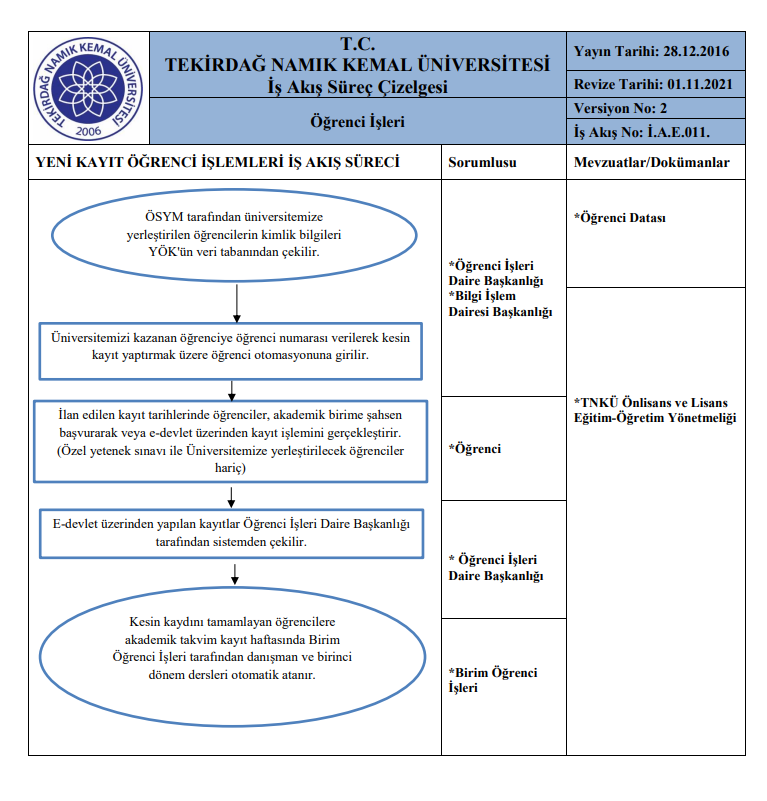 TEKİRDAĞ NAMIK KEMAL ÜNİVERSİTESİ
2006
T.C.
TEKİRDAĞ NAMIK KEMAL ÜNİVERSİTESİ
İş Akış Süreç Çizelgesi
Öğrenci İşleri
Yayın Tarihi: 28.12.2016
Revize Tarihi: 01.11.2021
Versiyon No: 2
İş Akış No: İ.A.E.011.
YENİ KAYIT ÖĞRENCİ İŞLEMLERİ İŞ AKIŞ SÜRECİ
Sorumlusu
Mevzuatlar/Dokümanlar
ÖSYM tarafından üniversitemize
yerleştirilen öğrencilerin kimlik bilgileri
YÖK'ün veri tabanından çekilir.
Üniversitemizi kazanan öğrenciye öğrenci numarası verilerek kesin
kayıt yaptırmak üzere öğrenci otomasyonuna girilir.
İlan edilen kayıt tarihlerinde öğrenciler, akademik birime şahsen
başvurarak veya e-devlet üzerinden kayıt işlemini gerçekleştirir.
(Özel yetenek sınavı ile Üniversitemize yerleştirilecek öğrenciler
hariç)
E-devlet üzerinden yapılan kayıtlar Öğrenci İşleri Daire Başkanlığı
tarafından sistemden çekilir.
Kesin kaydını tamamlayan öğrencilere
akademik takvim kayıt haftasında Birim
Öğrenci İşleri tarafından danışman ve birinci
dönem dersleri otomatik atanır.
*Öğrenci İşleri
Daire Başkanlığı
*Bilgi İşlem
Dairesi Başkanlığı
*Öğrenci
* Öğrenci İşleri
Daire Başkanlığı
*Birim Öğrenci
İşleri
*Öğrenci Datası
*TNKÜ Önlisans ve Lisans
Eğitim-Öğretim Yönetmeliği